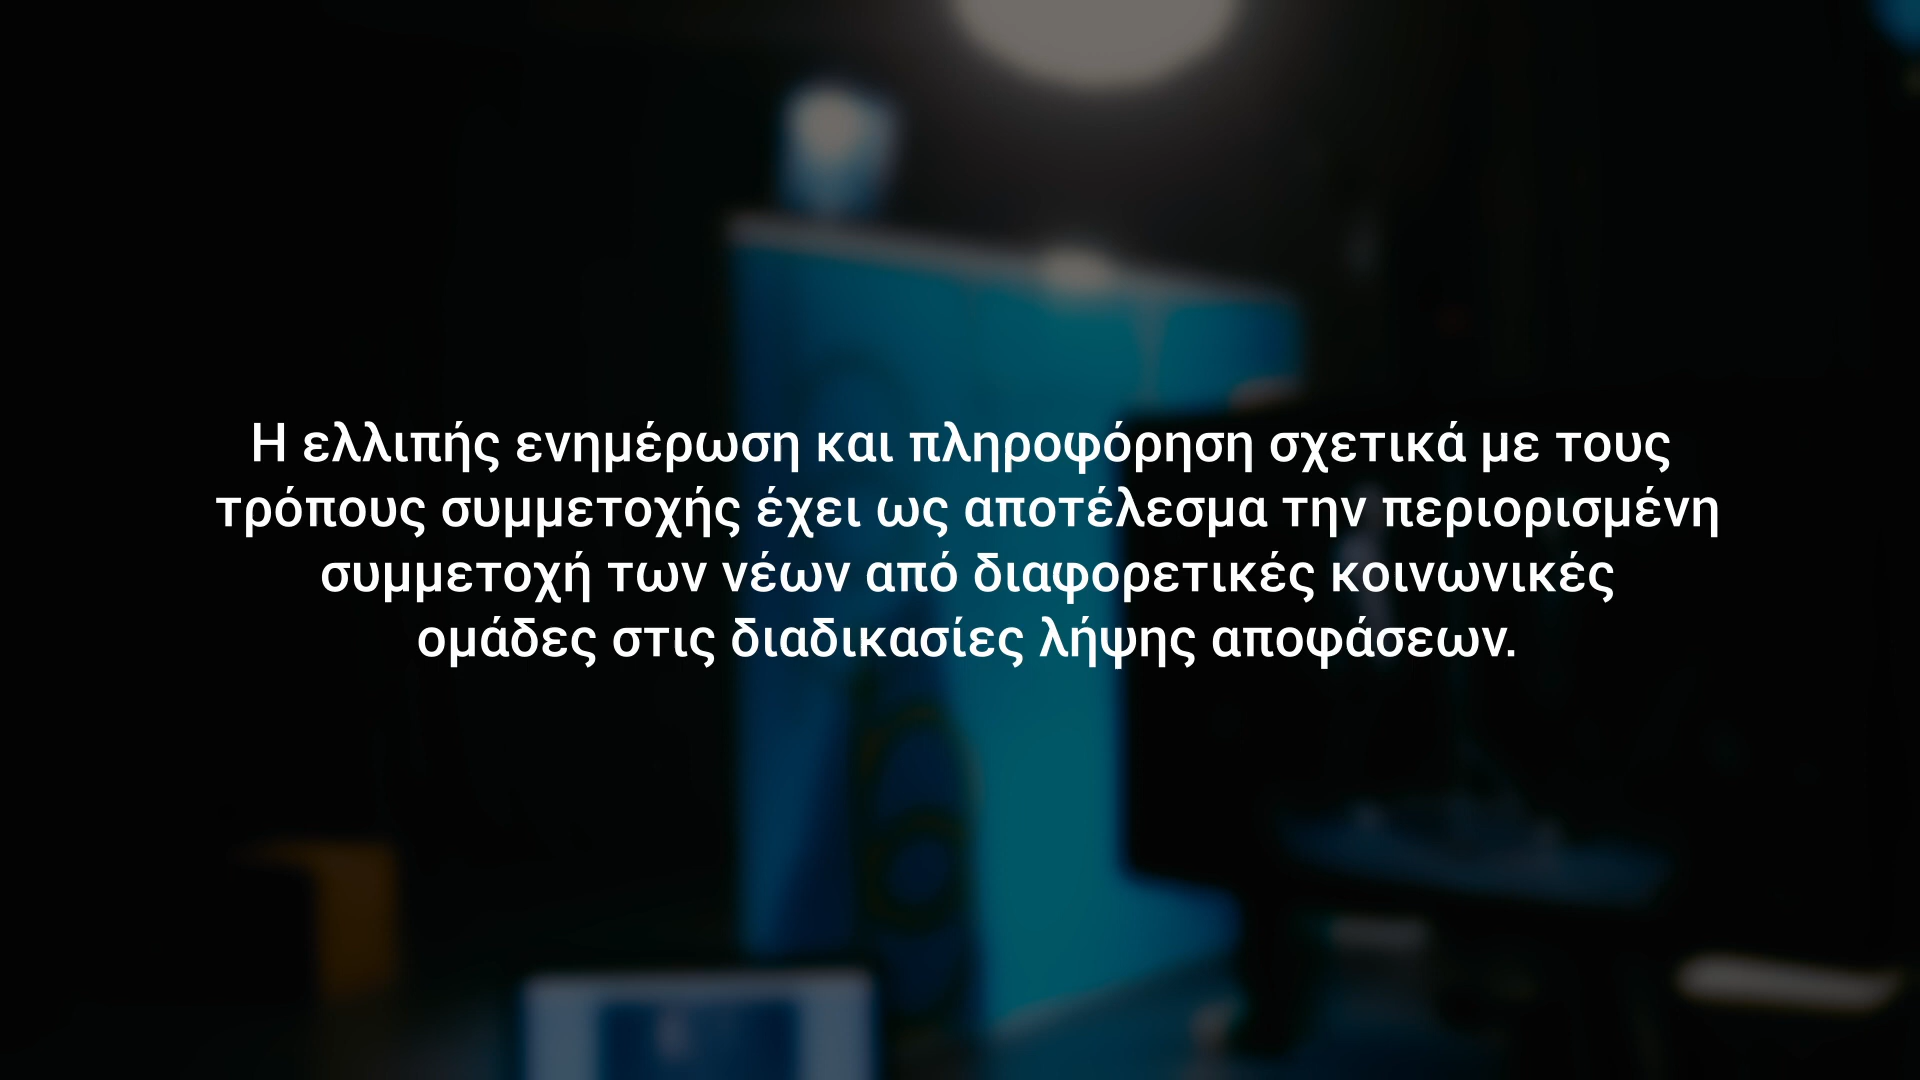 Η ελλιπής ενημέρωση και πληροφόρηση σχετικά με τους
τρόπους συμμετοχής έχει ως αποτέλεσμα την περιορισμένη
συμμετοχή των νέων από διαφορετικές κοινωνικές
ομάδες στις διαδικασίες λήψης αποφάσεων.